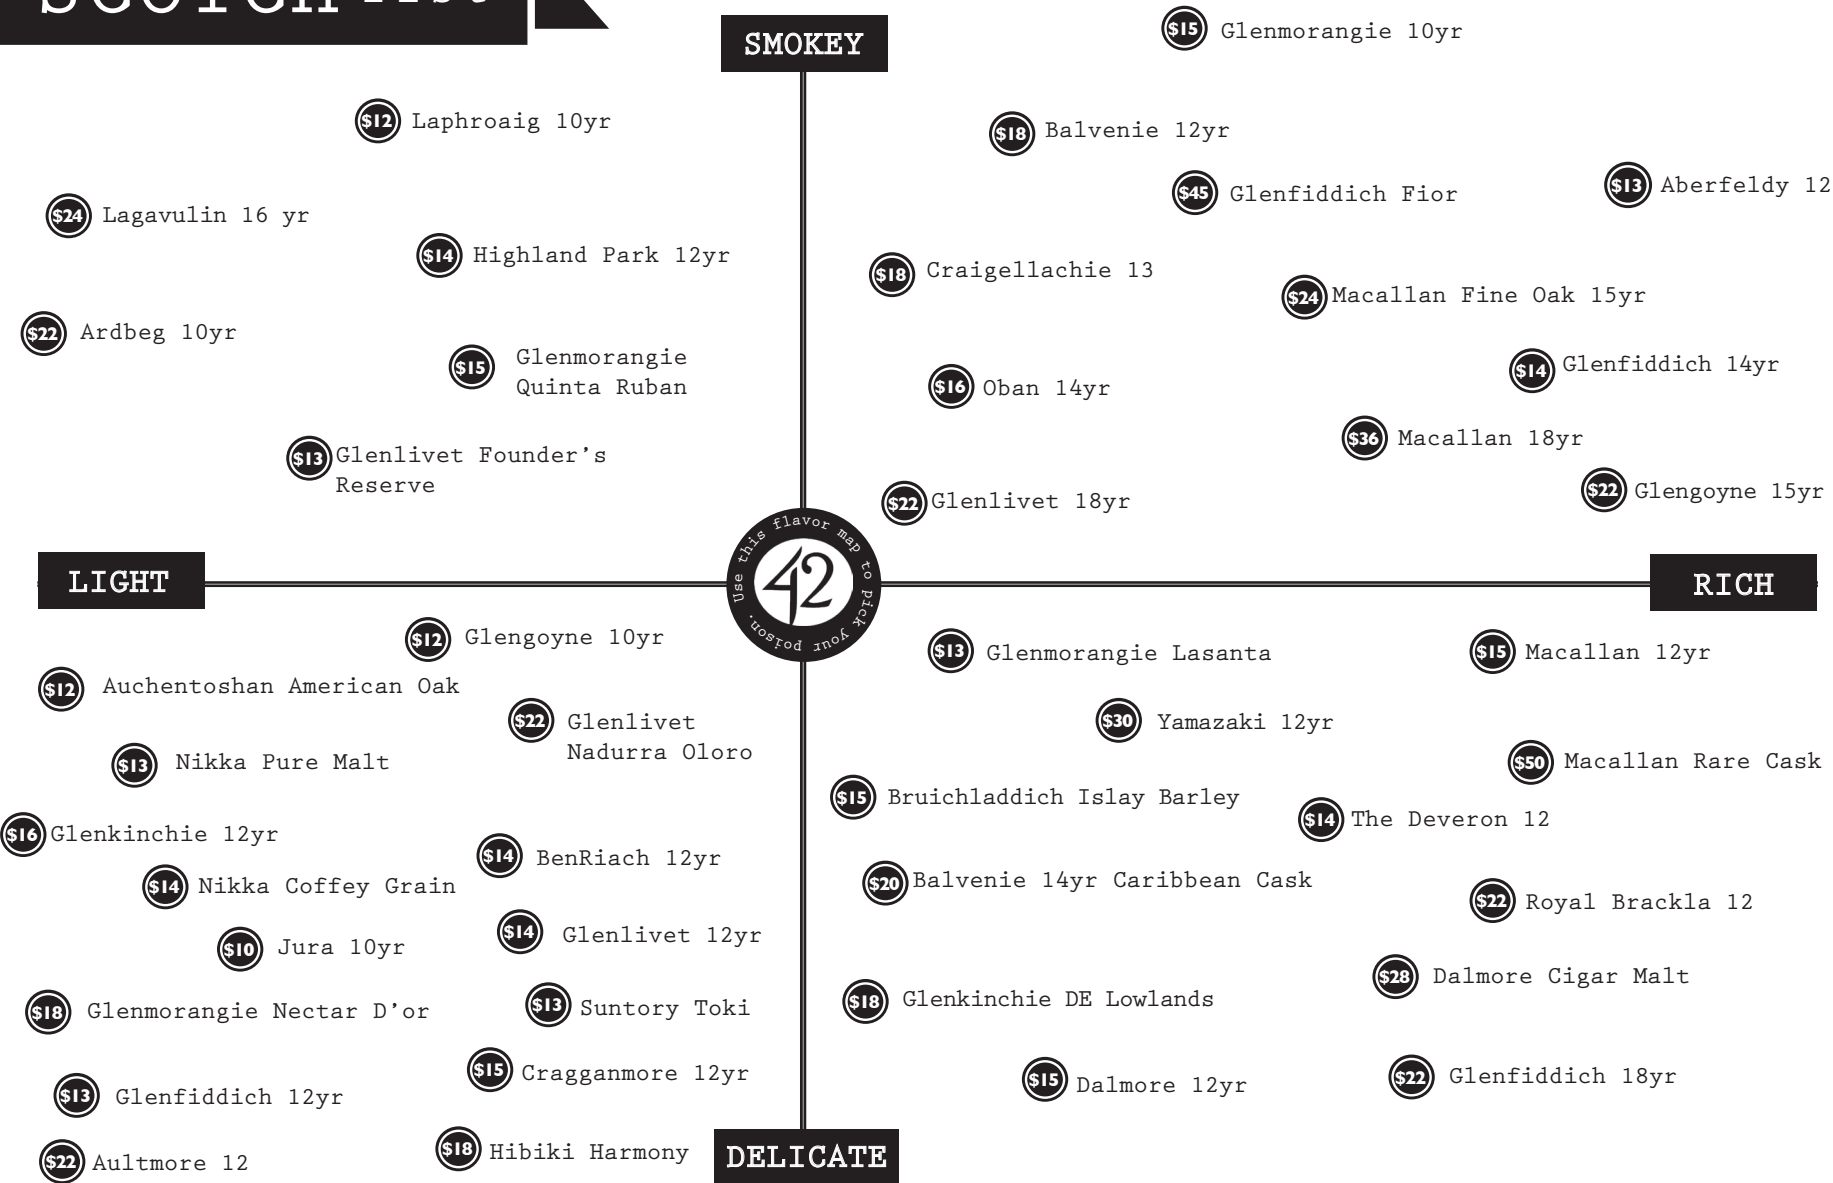 SCOTCH list
SMOKEY
$15 Glenmorangie 10yr
$12 Laphroaig 10yr
$18 Balvenie 12yr
$45 Glenfiddich Fior
$13 Aberfeldy 12
$24 Lagavulin 16 yr
$14 Highland Park 12yr
$18 Craigellachie 13
$24 Macallan Fine Oak 15yr
$22 Ardbeg 10yr
$15 Glenmorangie
Quinta Ruban
$16 Oban 14yr
$14 Glenfiddich 14yr
$36 Macallan 18yr
$13 Glenlivet Founder's
Reserve
$22 Glenlivet 18yr
$22 Glengoyne 15yr
LIGHT
Use this flavor map to pick your poison.
42
RICH
$12 Glengoyne 10yr
$13 Glenmorangie Lasanta
$15 Macallan 12yr
$12 Auchentoshan American Oak
$22 Glenlivet
Nadurra Oloro
$30 Yamazaki 12yr
$13 Nikka Pure Malt
$50 Macallan Rare Cask
$15 Bruichladdich Islay Barley
$14 The Deveron 12
$16 Glenkinchie 12yr
$14 BenRiach 12yr
$14 Nikka Coffey Grain
$20 Balvenie 14yr Caribbean Cask
$22 Royal Brackla 12
$10 Jura 10yr
$14 Glenlivet 12yr
$28 Dalmore Cigar Malt
$18 Glenmorangie Nectar D'or
$13 Suntory Toki
$18 Glenkinchie DE Lowlands
$15 Cragganmore 12yr
$15 Dalmore 12yr
$22 Glenfiddich 18yr
$13 Glenfiddich 12yr
$22 Aultmore 12
$18 Hibiki Harmony
DELICATE